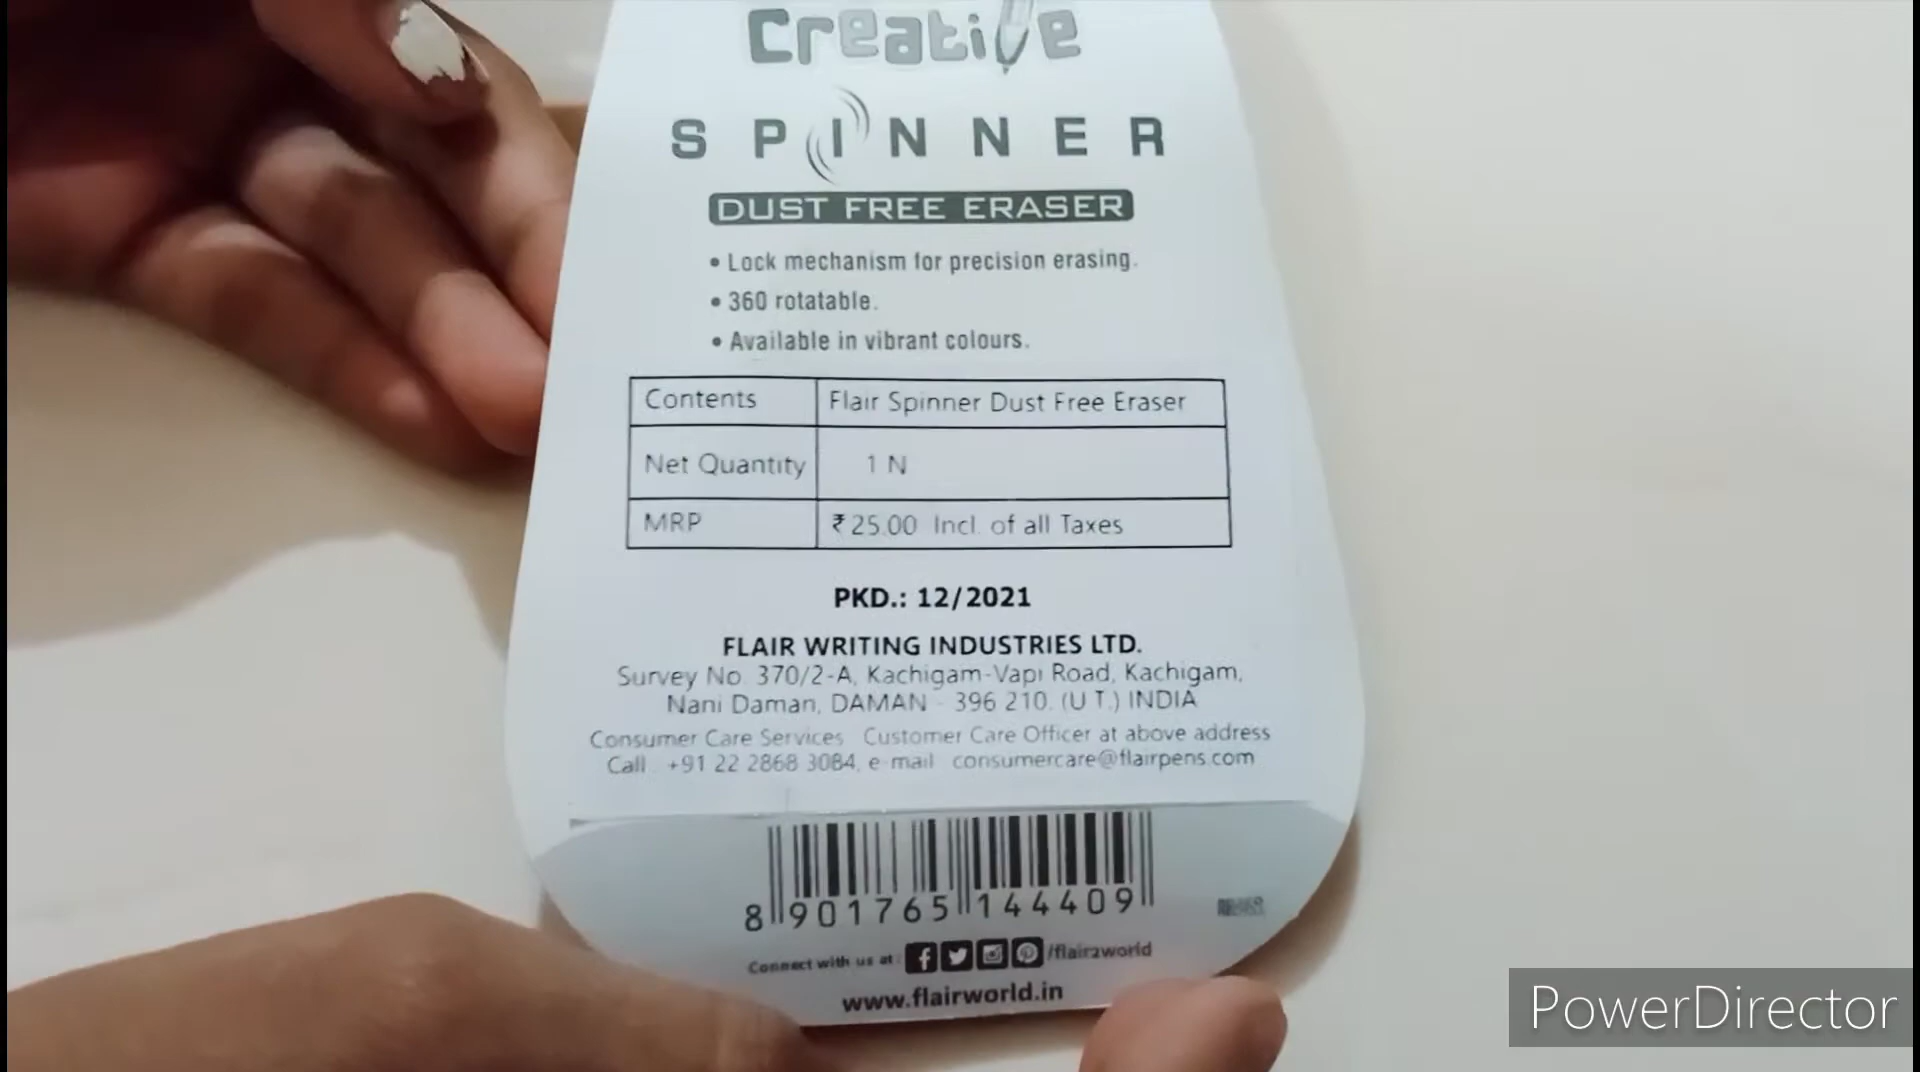 Creative
SPINNER
DUST FREE ERASER
• Lock mechanism for precision erasing.
• 360 rotatable.
• Available in vibrant colours.
Contents Flair Spinner Dust Free Eraser
Net Quantity 1 N
MRP ₹ 25.00 Incl. of all Taxes
PKD.: 12/2021
FLAIR WRITING INDUSTRIES LTD.
Survey No. 370/2-A, Kachigam-Vapi Road, Kachigam,
Nani Daman, DAMAN - 396 210. (U.T.) INDIA
Consumer Care Services Customer Care Officer at above address
Call : +91 22 2868 3084, e-mail consumercare@flairpens.com
8 901765 144409
Connect with us at : /flair2world
www.flairworld.in
PowerDirector